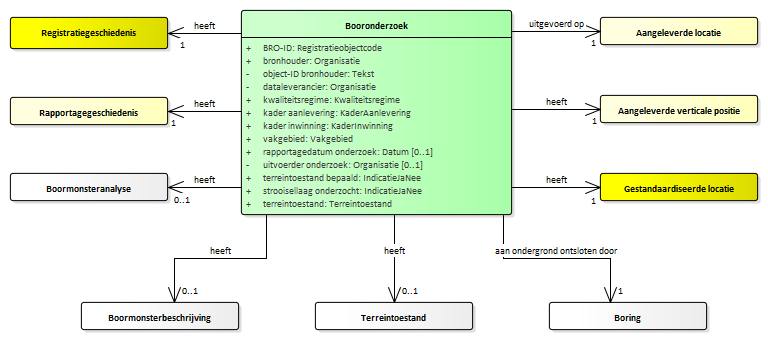 Booronderzoek
+ BRO-ID: Registratieobjectcode
+ bronhouder: Organisatie
- object-ID bronhouder: Tekst
- dataleverancier: Organisatie
+ kwaliteitsregime: Kwaliteitsregime
+ kader aanlevering: KaderAanlevering
+ kader inwinning: KaderInwinning
+ vakgebied: Vakgebied
+ rapportagedatum onderzoek: Datum [0..1]
- uitvoerder onderzoek: Organisatie [0..1]
+ terreintoestand bepaald: IndicatieJaNee
+ strooisellaag onderzocht: IndicatieJaNee
+ terreintoestand: Terreintoestand
Registratiegeschiedenis
heeft
1
Rapportagegeschiedenis
heeft
1
Boormonsteranalyse
heeft
0..1
uitgevoerd op
1
Aangeleverde locatie
heeft
1
Aangeleverde verticale positie
heeft
1
Gestandaardiseerde locatie
heeft
0..1
Boormonsterbeschrijving
heeft
0..1
Terreintoestand
aan ondergrond ontsloten door
1
Boring